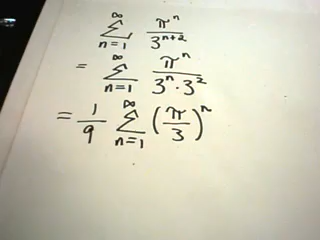 ∞ Σ n=1 π^n / 3^(n+2)
= ∞ Σ n=1 π^n / (3^n · 3^2)
= 1/9 ∞ Σ n=1 (π/3)^n